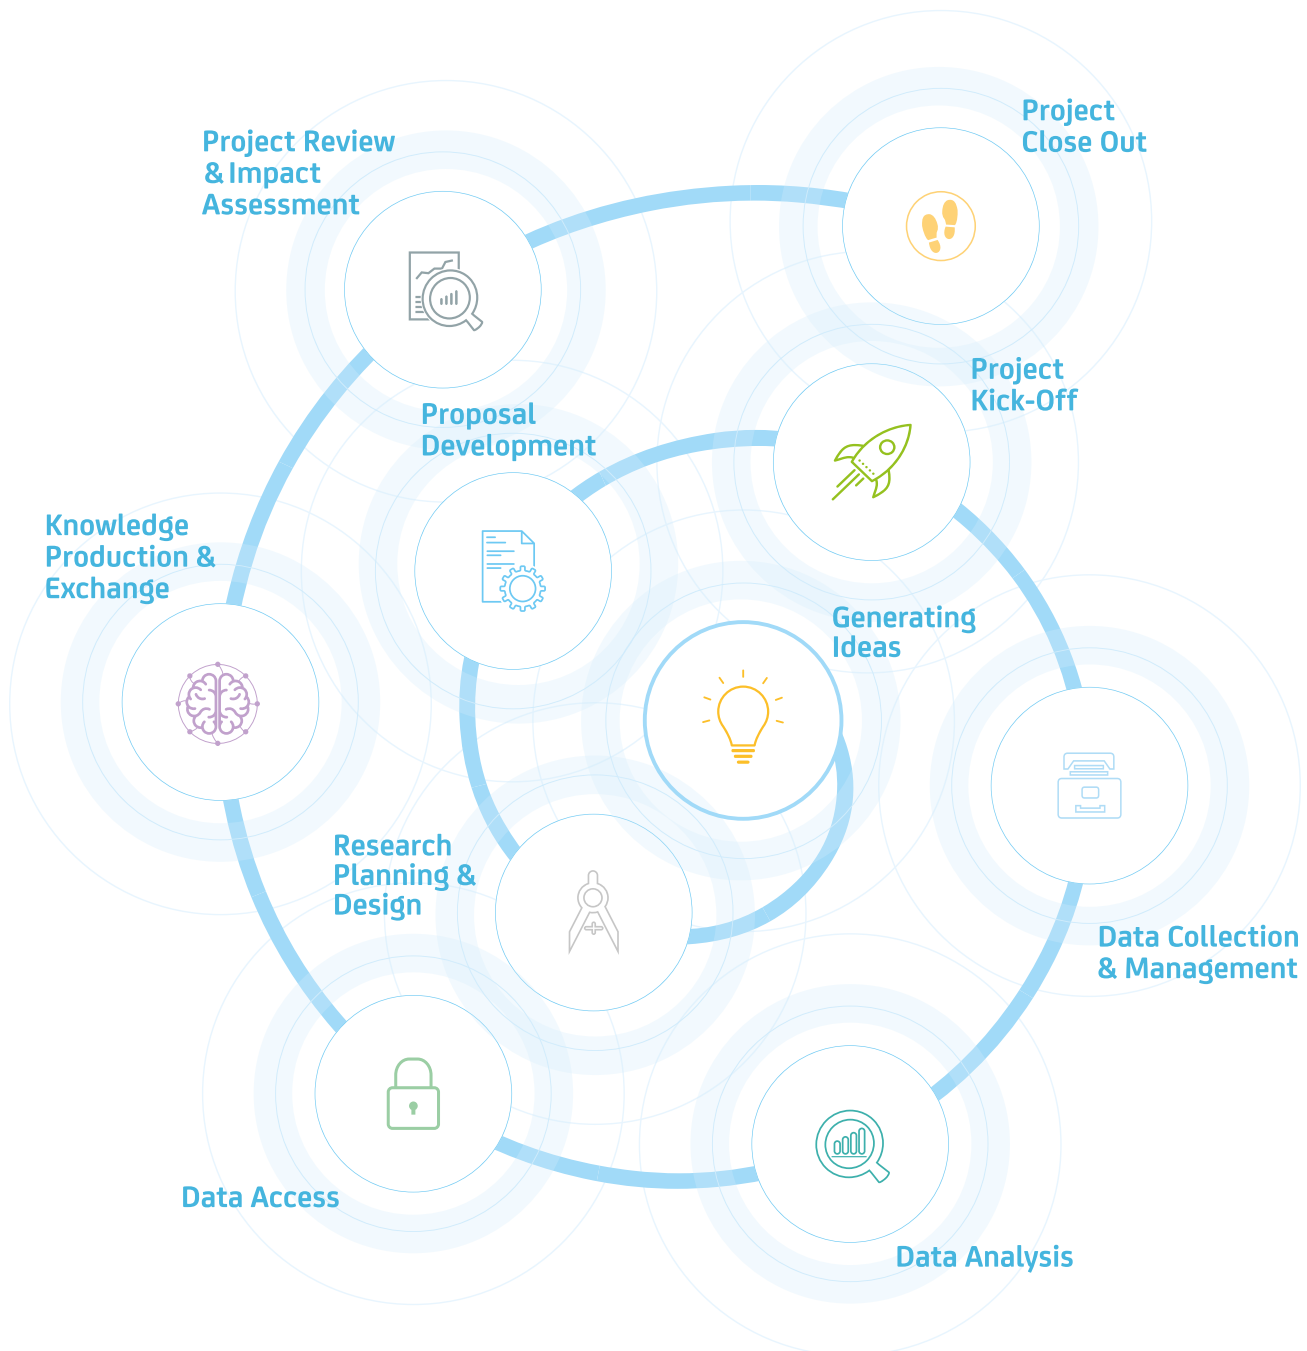 Project
Close Out
Project Review
& Impact
Assessment
Project
Kick-Off
Proposal
Development
Knowledge
Production &
Exchange
Generating
Ideas
Research
Planning &
Design
Data Collection
& Management
Data Access
Data Analysis